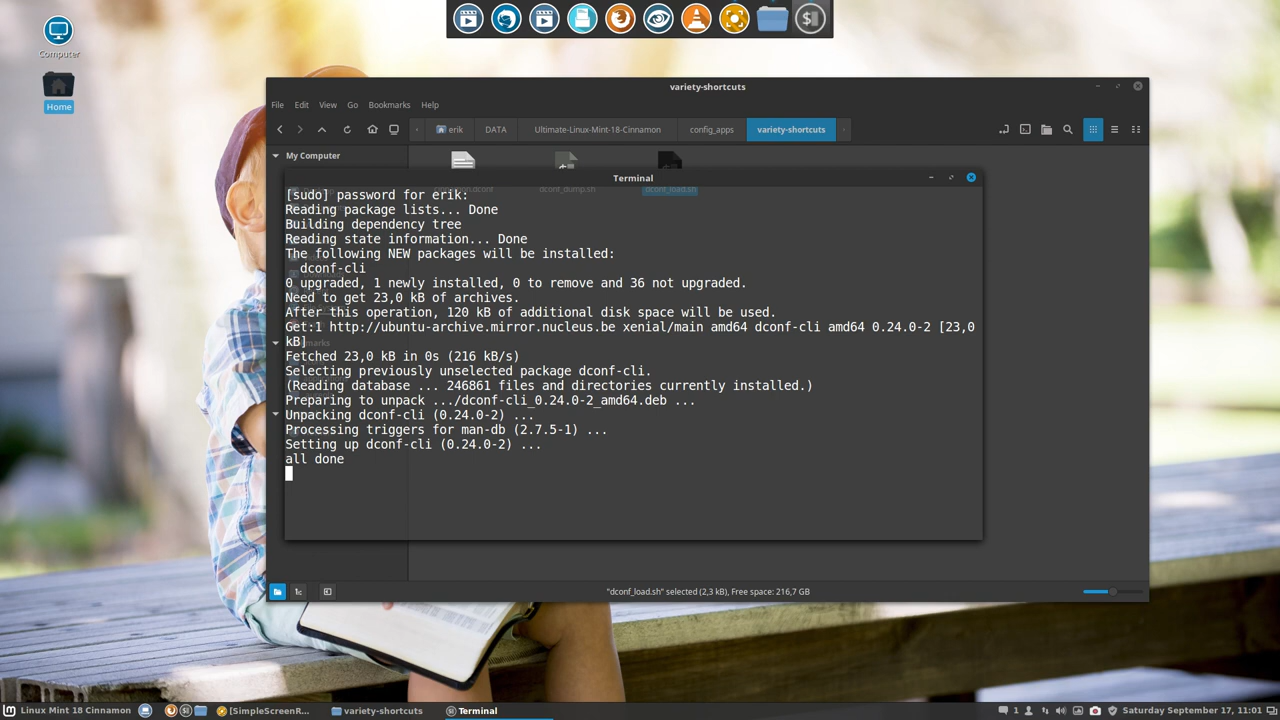 Computer
Home
variety-shortcuts
File Edit View Go Bookmarks Help
erik DATA Ultimate-Linux-Mint-18-Cinnamon config_apps variety-shortcuts
My Computer
dconf_dump.sh dconf_load.sh
Terminal
[sudo] password for erik:
Reading package lists... Done
Building dependency tree
Reading state information... Done
The following NEW packages will be installed:
dconf-cli
0 upgraded, 1 newly installed, 0 to remove and 36 not upgraded.
Need to get 23,0 kB of archives.
After this operation, 120 kB of additional disk space will be used.
Get:1 http://ubuntu-archive.mirror.nucleus.be xenial/main amd64 dconf-cli amd64 0.24.0-2 [23,0
kB]
Fetched 23,0 kB in 0s (216 kB/s)
Selecting previously unselected package dconf-cli.
(Reading database ... 246861 files and directories currently installed.)
Preparing to unpack .../dconf-cli_0.24.0-2_amd64.deb ...
Unpacking dconf-cli (0.24.0-2) ...
Processing triggers for man-db (2.7.5-1) ...
Setting up dconf-cli (0.24.0-2) ...
all done
"dconf_load.sh" selected (2,3 kB), Free space: 216,7 GB
Linux Mint 18 Cinnamon [SimpleScreenR... variety-shortcuts Terminal 1 Saturday September 17, 11:01